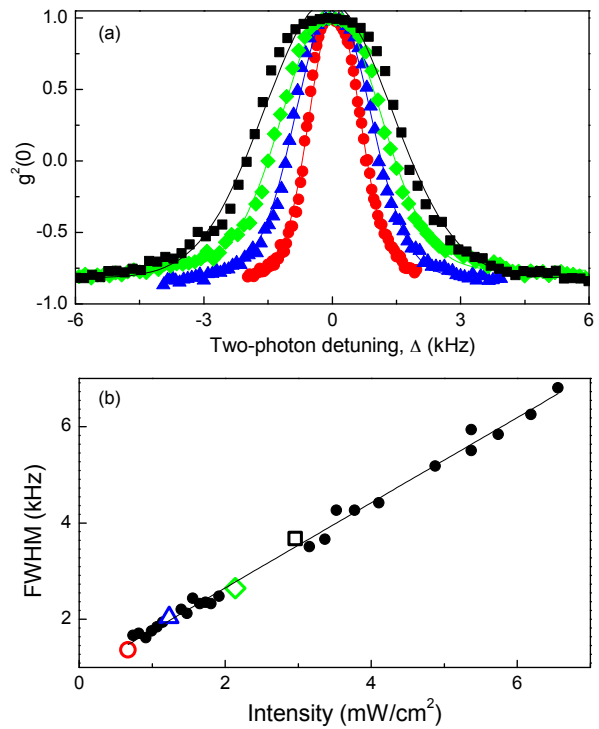 (a)
1.0
0.5
0.0
-0.5
-1.0
g²(0)
-6 -3 0 3 6
Two-photon detuning, Δ (kHz)
(b)
6
4
2
FWHM (kHz)
0 2 4 6
Intensity (mW/cm²)